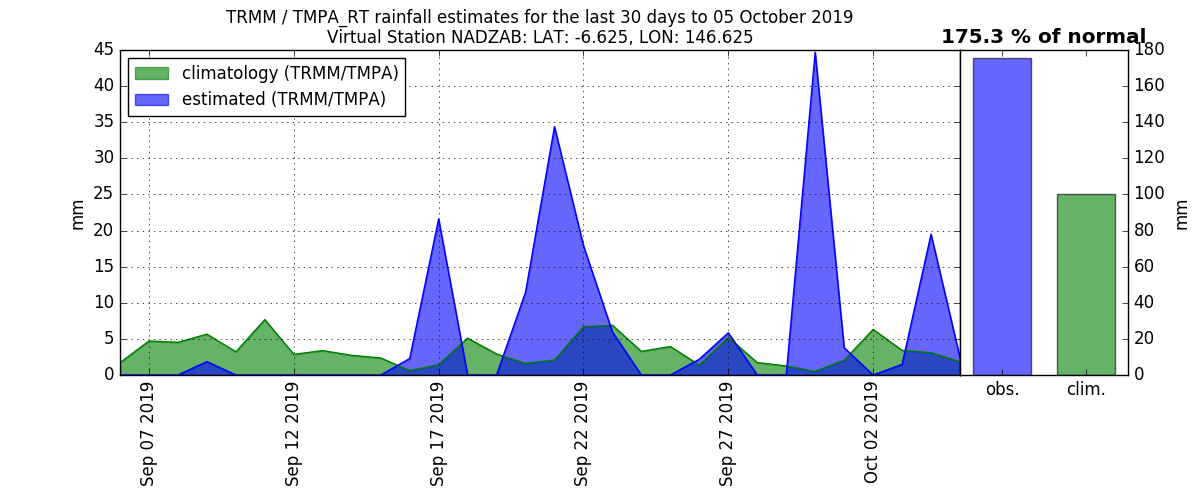 TRMM / TMPA_RT rainfall estimates for the last 30 days to 05 October 2019
Virtual Station NADZAB: LAT: -6.625, LON: 146.625
175.3 % of normal
climatology (TRMM/TMPA)
estimated (TRMM/TMPA)
45
40
35
30
25
20
15
10
5
0
mm
180
160
140
120
100
80
60
40
20
0
mm
Sep 07 2019
Sep 12 2019
Sep 17 2019
Sep 22 2019
Sep 27 2019
Oct 02 2019
obs.
clim.